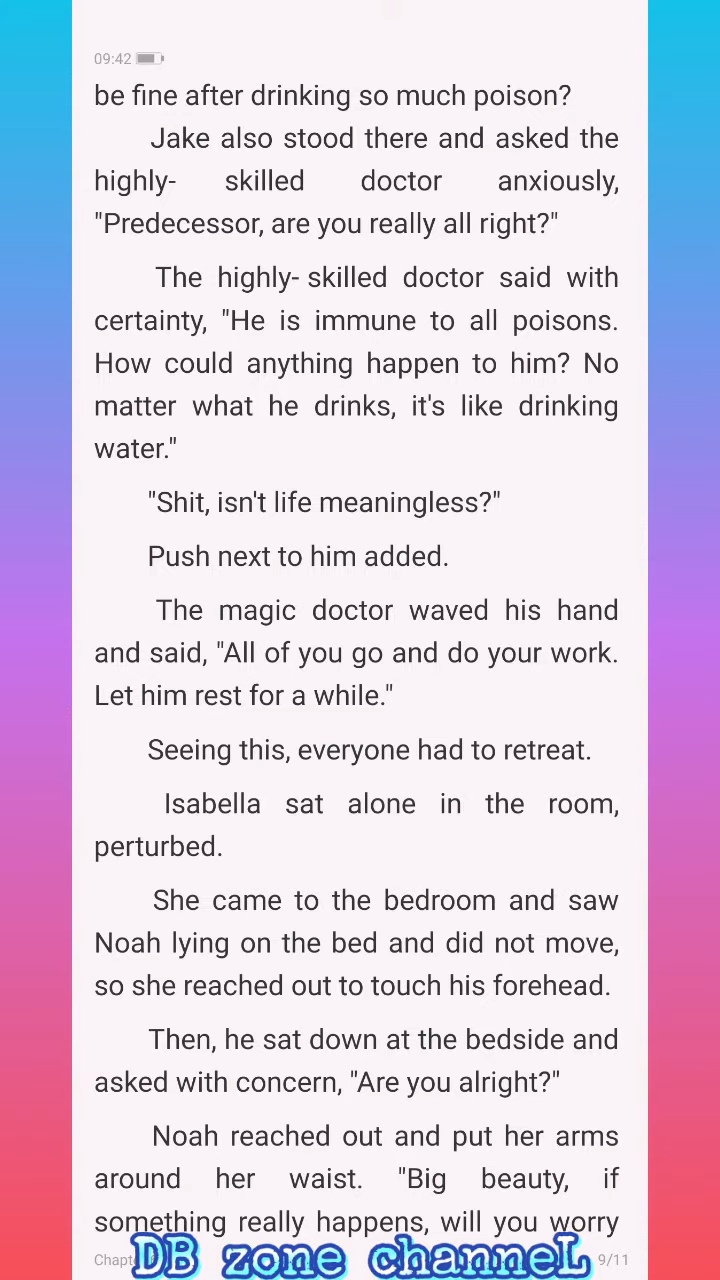 09:42
be fine after drinking so much poison?
Jake also stood there and asked the
highly- skilled doctor anxiously,
"Predecessor, are you really all right?"
The highly- skilled doctor said with
certainty, "He is immune to all poisons.
How could anything happen to him? No
matter what he drinks, it's like drinking
water."
"Shit, isn't life meaningless?"
Push next to him added.
The magic doctor waved his hand
and said, "All of you go and do your work.
Let him rest for a while."
Seeing this, everyone had to retreat.
Isabella sat alone in the room,
perturbed.
She came to the bedroom and saw
Noah lying on the bed and did not move,
so she reached out to touch his forehead.
Then, he sat down at the bedside and
asked with concern, "Are you alright?"
Noah reached out and put her arms
around her waist. "Big beauty, if
something really happens, will you worry
DB zone channeL
9/11